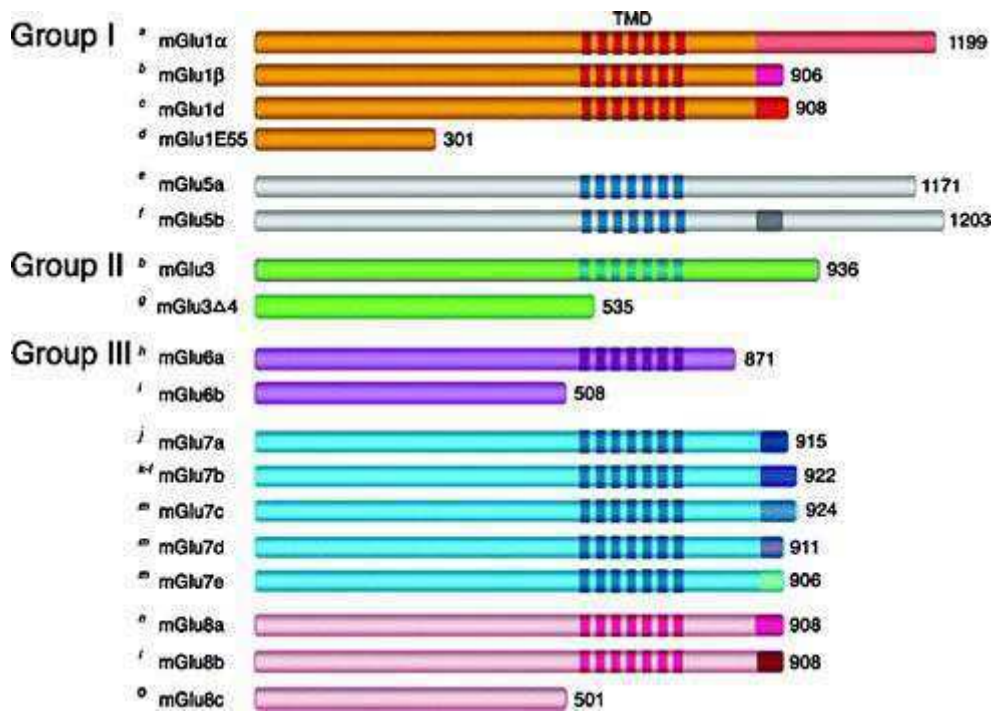 TMD
Group I a mGlu1α 1199
b mGlu1β 906
c mGlu1d 908
d mGlu1E55 301
e mGlu5a 1171
f mGlu5b 1203
Group II b mGlu3 936
g mGlu3Δ4 535
Group III h mGlu6a 871
i mGlu6b 508
j mGlu7a 915
k-l mGlu7b 922
m mGlu7c 924
m mGlu7d 911
m mGlu7e 906
n mGlu8a 908
i mGlu8b 908
o mGlu8c 501